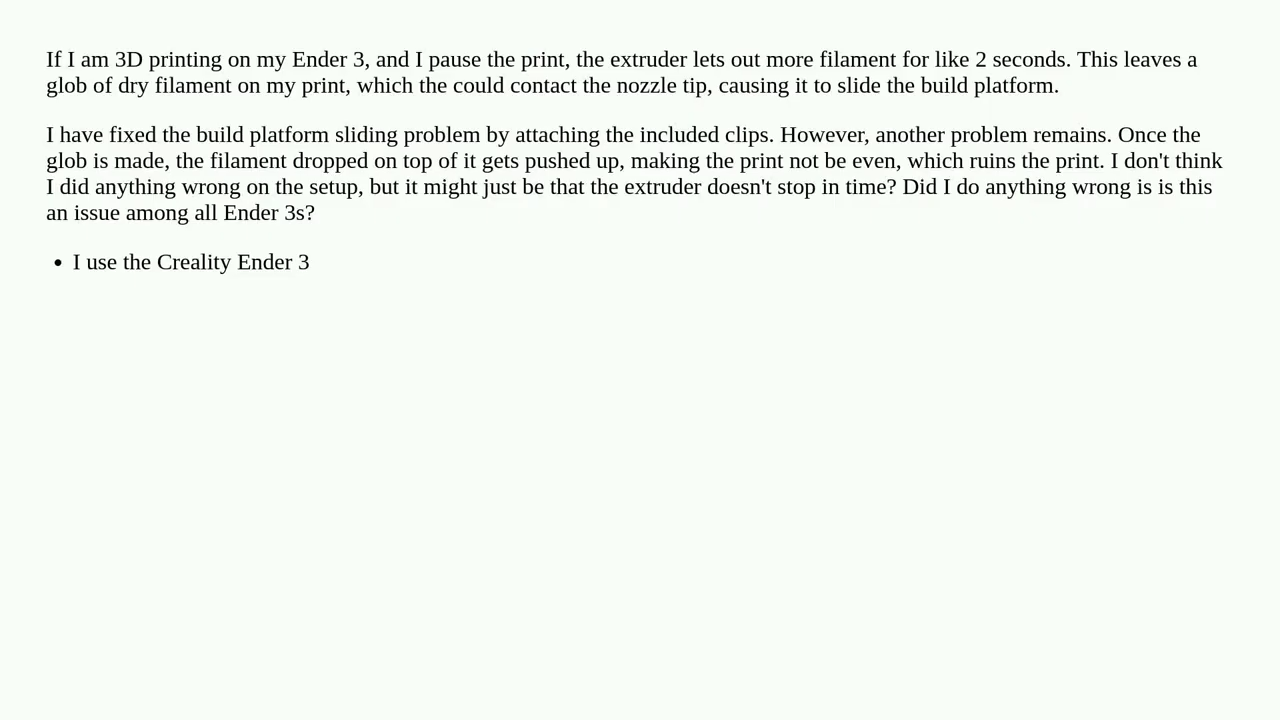 If I am 3D printing on my Ender 3, and I pause the print, the extruder lets out more filament for like 2 seconds. This leaves a
glob of dry filament on my print, which the could contact the nozzle tip, causing it to slide the build platform.
I have fixed the build platform sliding problem by attaching the included clips. However, another problem remains. Once the
glob is made, the filament dropped on top of it gets pushed up, making the print not be even, which ruins the print. I don't think
I did anything wrong on the setup, but it might just be that the extruder doesn't stop in time? Did I do anything wrong is is this
an issue among all Ender 3s?
• I use the Creality Ender 3